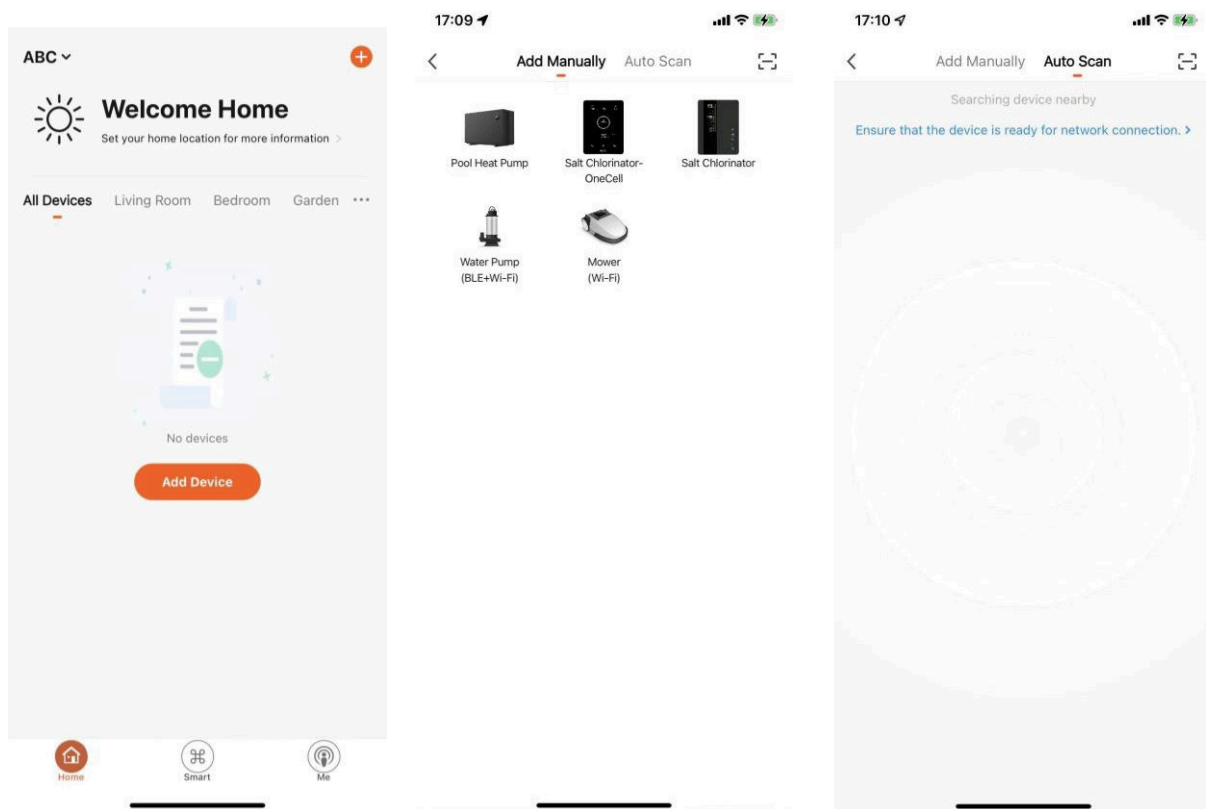 ABC
Welcome Home
Set your home location for more information >
All Devices Living Room Bedroom Garden ...
No devices
Add Device
Home Smart Me
17:09
Add Manually Auto Scan
Pool Heat Pump
Salt Chlorinator-
OneCell
Salt Chlorinator
Water Pump
(BLE+Wi-Fi)
Mower
(Wi-Fi)
17:10
Add Manually Auto Scan
Searching device nearby
Ensure that the device is ready for network connection. >